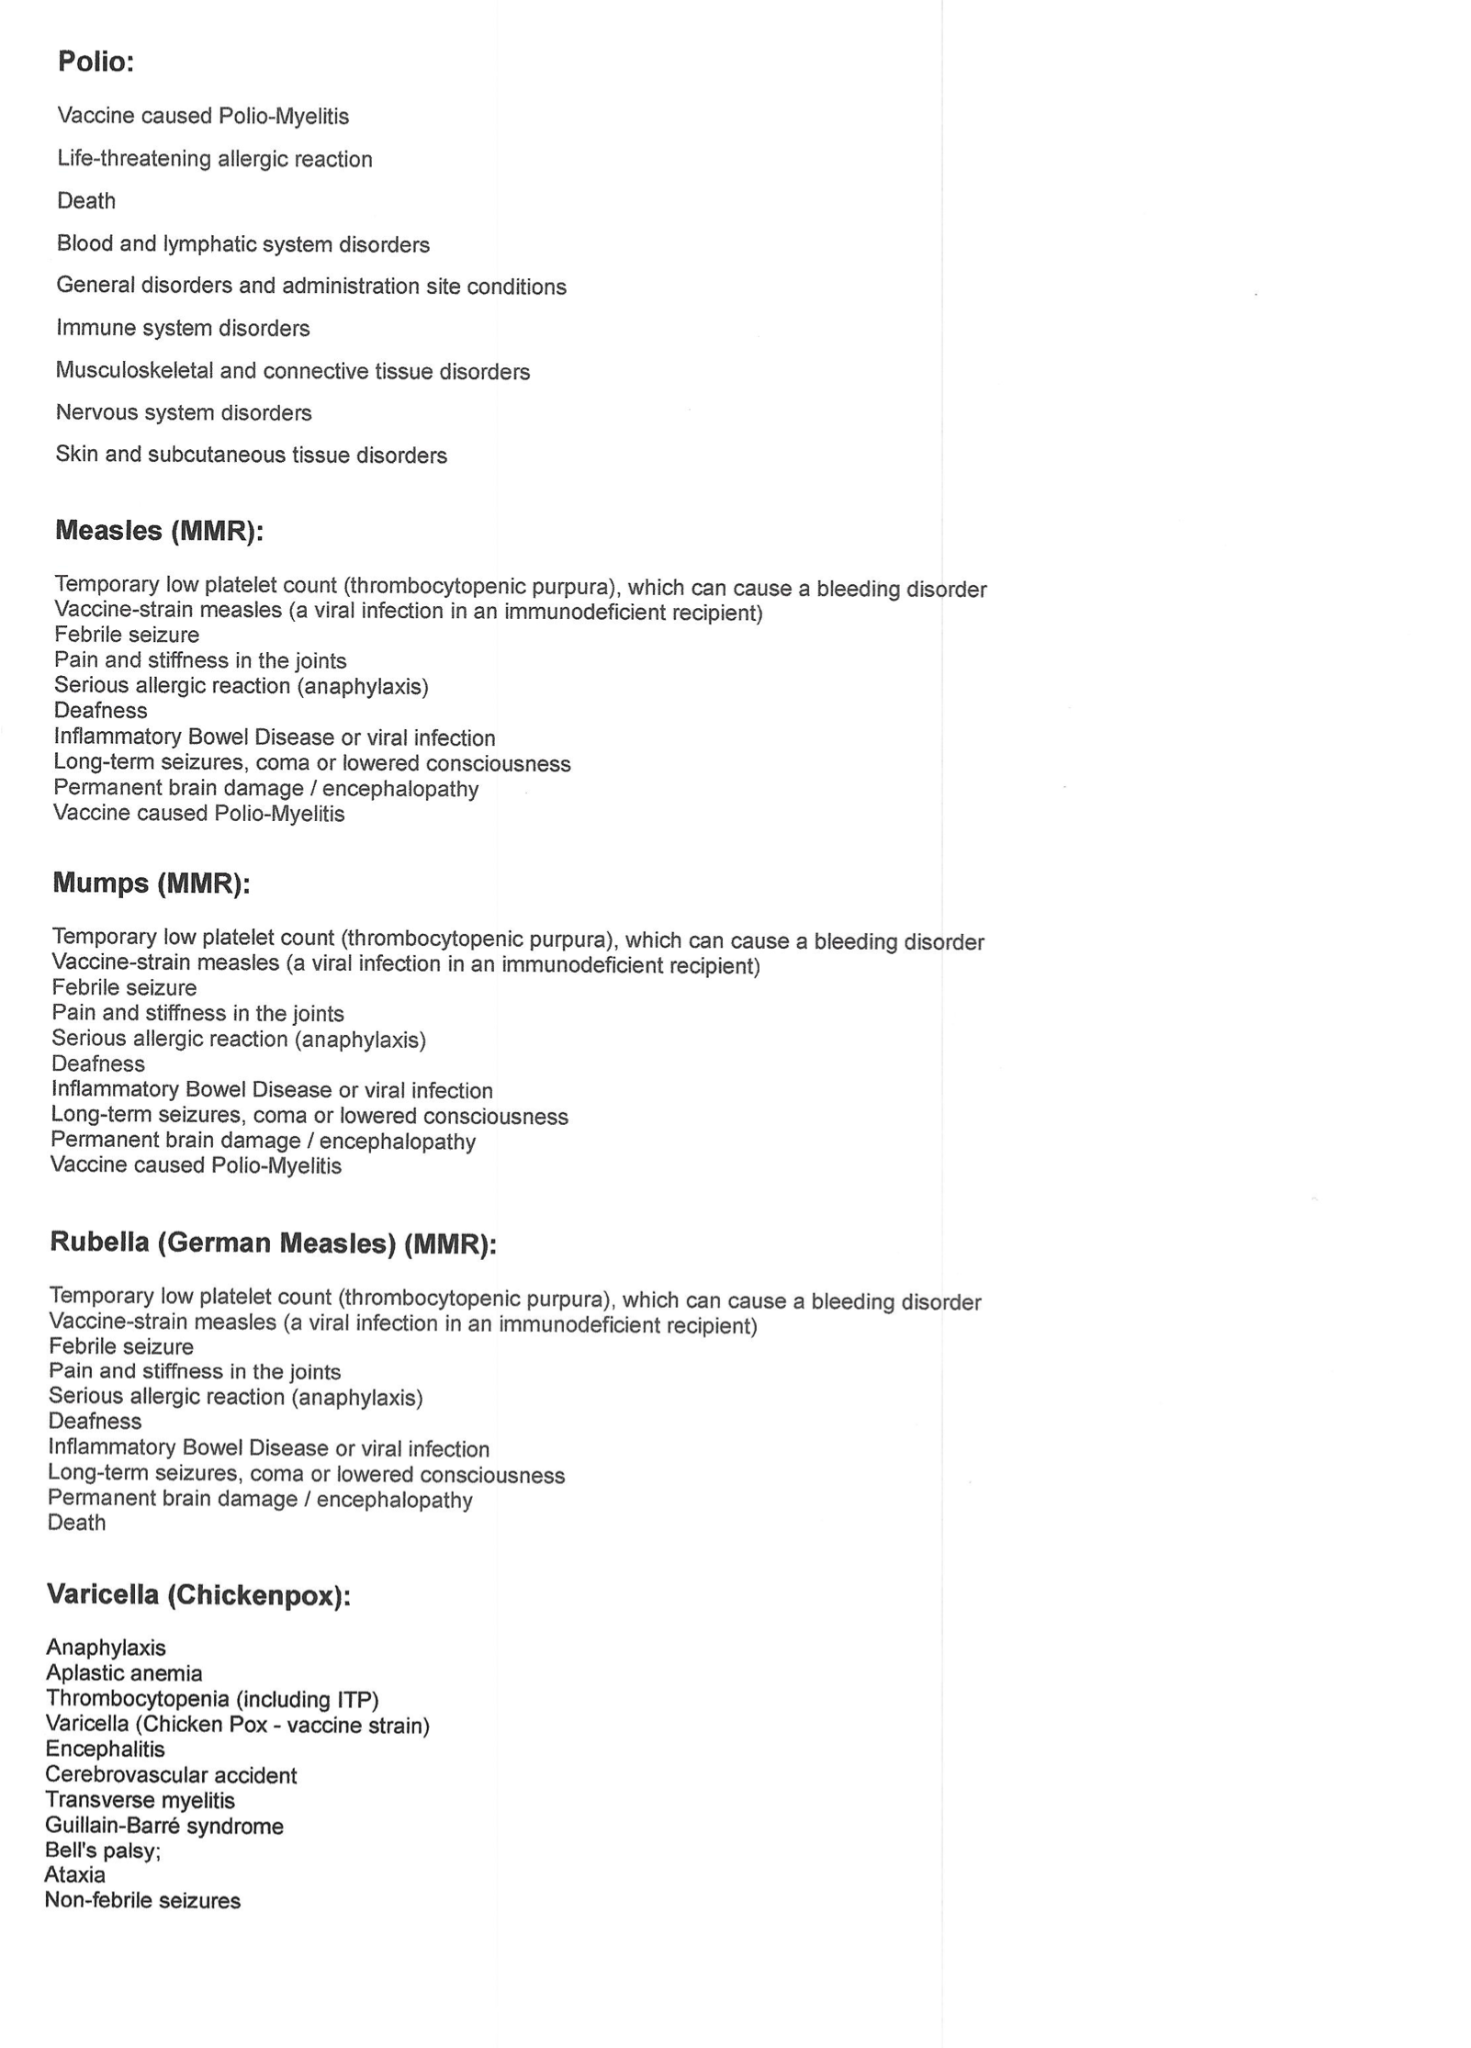 Polio:
Vaccine caused Polio-Myelitis
Life-threatening allergic reaction
Death
Blood and lymphatic system disorders
General disorders and administration site conditions
Immune system disorders
Musculoskeletal and connective tissue disorders
Nervous system disorders
Skin and subcutaneous tissue disorders
Measles (MMR):
Temporary low platelet count (thrombocytopenic purpura), which can cause a bleeding disorder
Vaccine-strain measles (a viral infection in an immunodeficient recipient)
Febrile seizure
Pain and stiffness in the joints
Serious allergic reaction (anaphylaxis)
Deafness
Inflammatory Bowel Disease or viral infection
Long-term seizures, coma or lowered consciousness
Permanent brain damage / encephalopathy
Vaccine caused Polio-Myelitis
Mumps (MMR):
Temporary low platelet count (thrombocytopenic purpura), which can cause a bleeding disorder
Vaccine-strain measles (a viral infection in an immunodeficient recipient)
Febrile seizure
Pain and stiffness in the joints
Serious allergic reaction (anaphylaxis)
Deafness
Inflammatory Bowel Disease or viral infection
Long-term seizures, coma or lowered consciousness
Permanent brain damage / encephalopathy
Vaccine caused Polio-Myelitis
Rubella (German Measles) (MMR):
Temporary low platelet count (thrombocytopenic purpura), which can cause a bleeding disorder
Vaccine-strain measles (a viral infection in an immunodeficient recipient)
Febrile seizure
Pain and stiffness in the joints
Serious allergic reaction (anaphylaxis)
Deafness
Inflammatory Bowel Disease or viral infection
Long-term seizures, coma or lowered consciousness
Permanent brain damage / encephalopathy
Death
Varicella (Chickenpox):
Anaphylaxis
Aplastic anemia
Thrombocytopenia (including ITP)
Varicella (Chicken Pox - vaccine strain)
Encephalitis
Cerebrovascular accident
Transverse myelitis
Guillain-Barré syndrome
Bell's palsy;
Ataxia
Non-febrile seizures